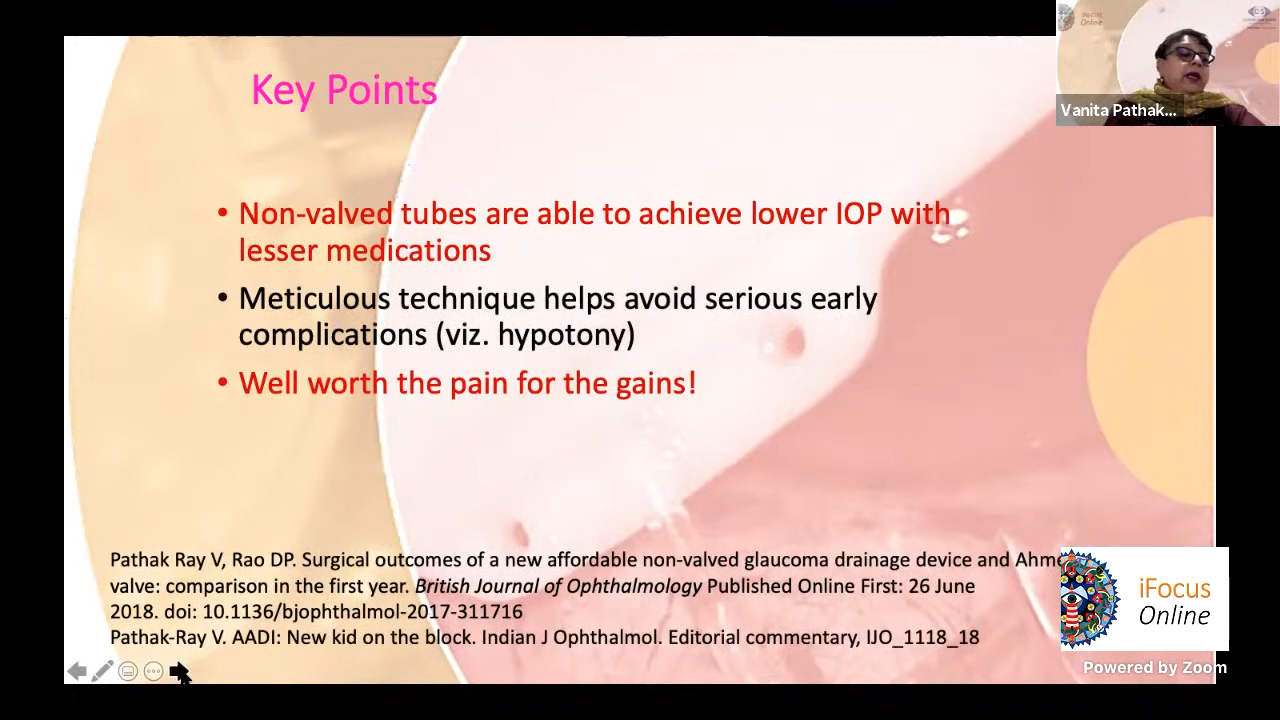 Key Points
Vanita Pathak...
• Non-valved tubes are able to achieve lower IOP with
lesser medications
• Meticulous technique helps avoid serious early
complications (viz. hypotony)
• Well worth the pain for the gains!
Pathak Ray V, Rao DP. Surgical outcomes of a new affordable non-valved glaucoma drainage device and
valve: comparison in the first year. British Journal of Ophthalmology Published Online First: 26 June
2018. doi: 10.1136/bjophthalmol-2017-311716
Pathak-Ray V. AADI: New kid on the block. Indian J Ophthalmol. Editorial commentary, IJO_1118_18
iFocus
Online
Powered by Zoom